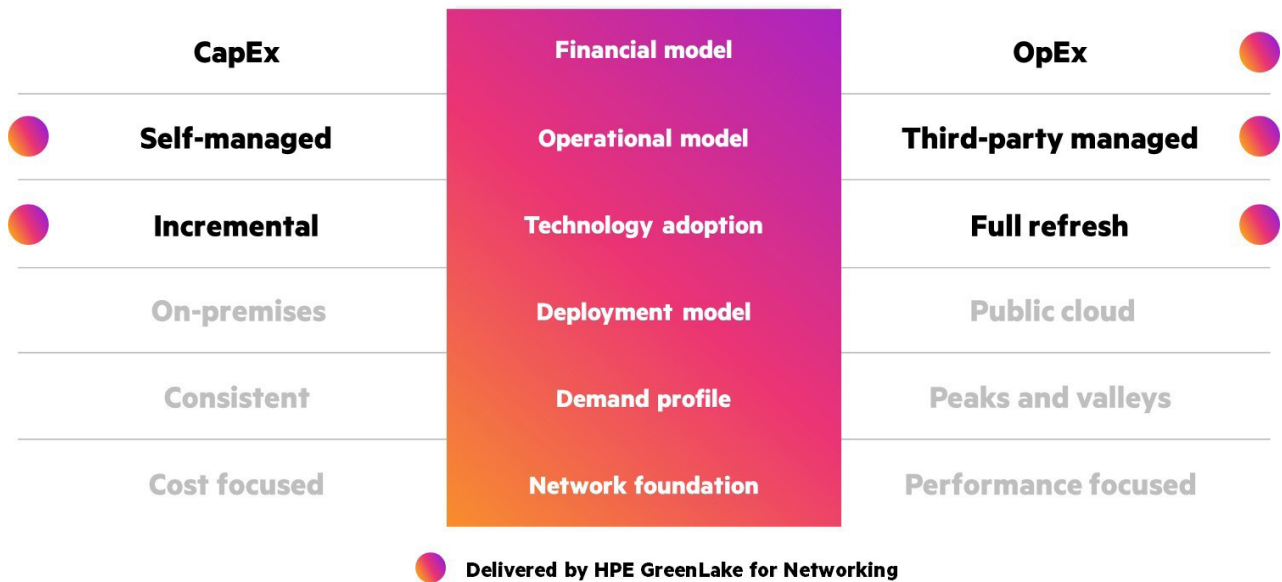 CapEx Financial model OpEx
Self-managed Operational model Third-party managed
Incremental Technology adoption Full refresh
On-premises Deployment model Public cloud
Consistent Demand profile Peaks and valleys
Cost focused Network foundation Performance focused
Delivered by HPE GreenLake for Networking